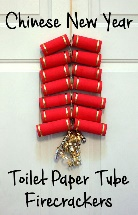 Chinese New Year
Toilet Paper Tube
Firecrackers